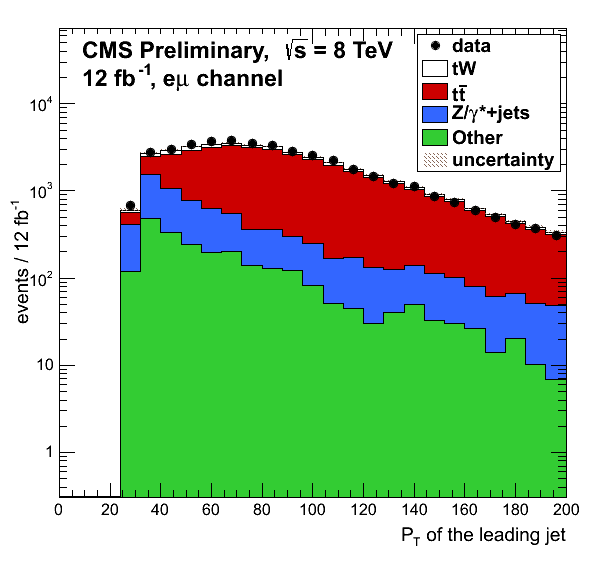 CMS Preliminary, √s = 8 TeV
12 fb⁻¹, eμ channel
data
tW
tt̄
Z/γ*+jets
Other
uncertainty
events / 12 fb⁻¹
10⁴
10³
10²
10
1
0 20 40 60 80 100 120 140 160 180 200
P_T of the leading jet